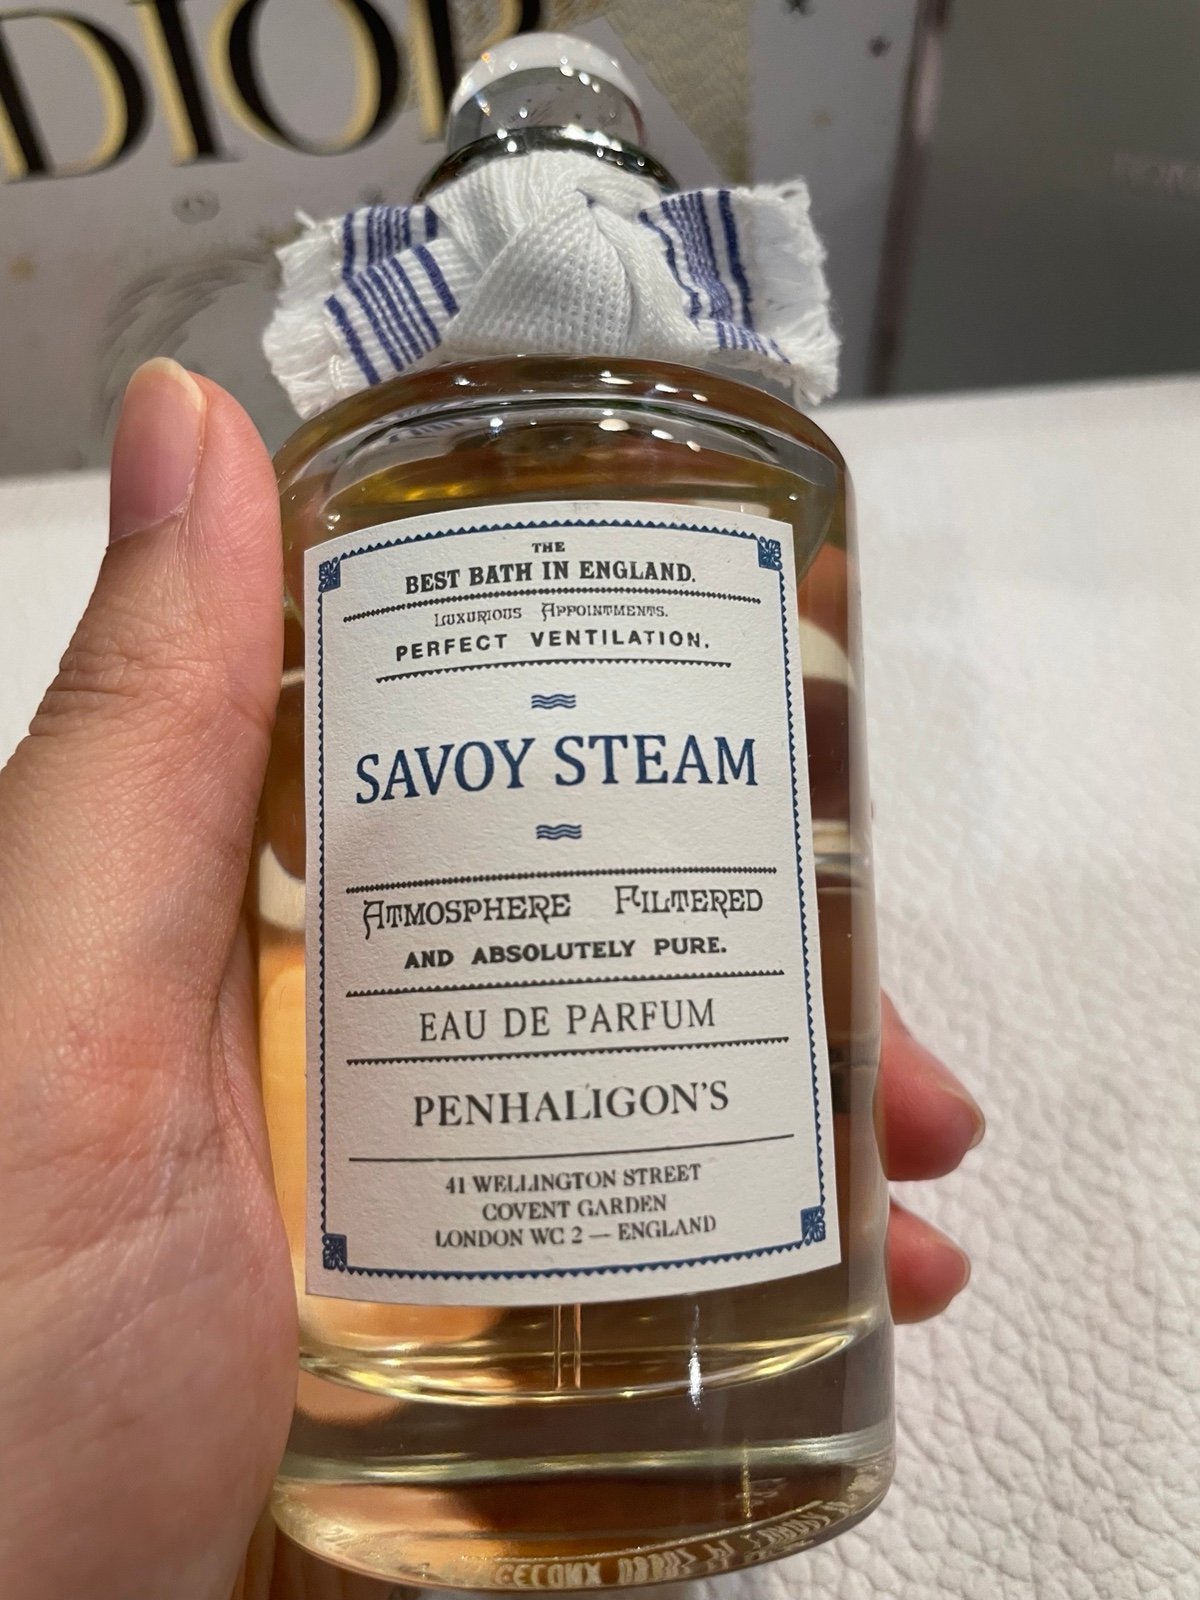 DIOR
THE
BEST BATH IN ENGLAND.
LUXURIOUS APPOINTMENTS.
PERFECT VENTILATION.
SAVOY STEAM
ATMOSPHERE FILTERED
AND ABSOLUTELY PURE.
EAU DE PARFUM
PENHALIGON'S
41 WELLINGTON STREET
COVENT GARDEN
LONDON WC 2 — ENGLAND